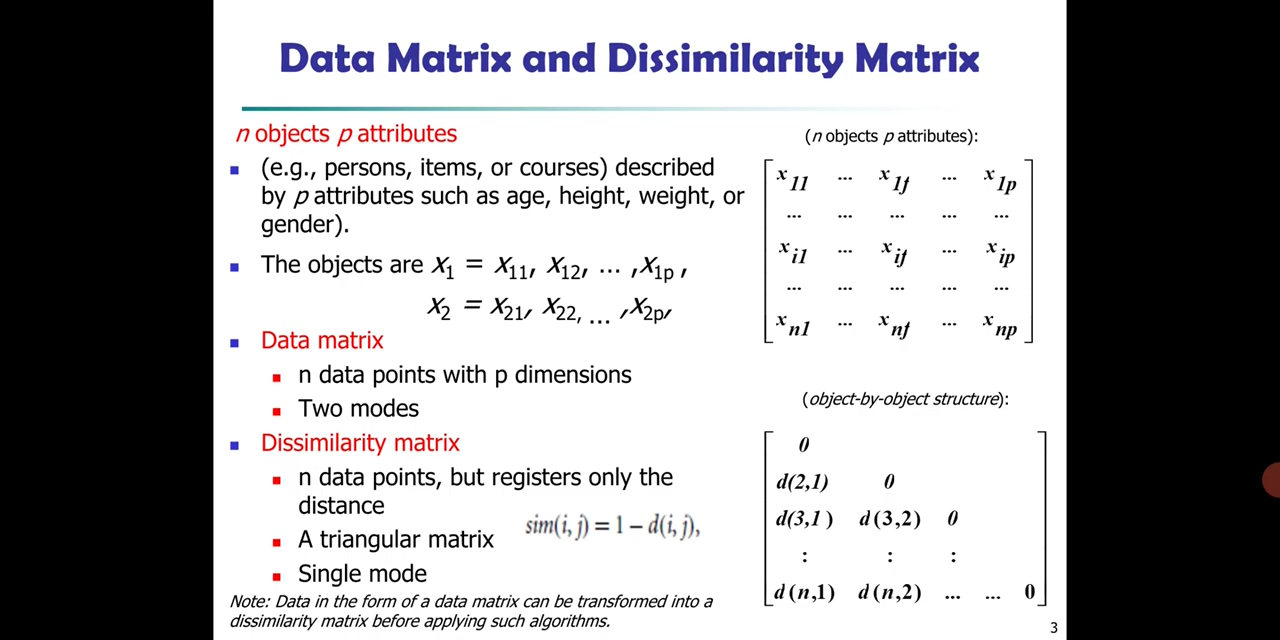 Data Matrix and Dissimilarity Matrix
n objects p attributes
(e.g., persons, items, or courses) described
by p attributes such as age, height, weight, or
gender).
The objects are x1 = x11, x12, ... ,x1p ,
x2 = x21, x22, ... ,x2p,
Data matrix
n data points with p dimensions
Two modes
Dissimilarity matrix
n data points, but registers only the
distance
sim(i, j) = 1 − d(i, j),
A triangular matrix
Single mode
Note: Data in the form of a data matrix can be transformed into a
dissimilarity matrix before applying such algorithms.
(n objects p attributes):
x11 ... x1f ... x1p
... ... ... ... ...
xi1 ... xif ... xip
... ... ... ... ...
xn1 ... xnf ... xnp
(object-by-object structure):
0
d(2,1) 0
d(3,1) d(3,2) 0
: : :
d(n,1) d(n,2) ... ... 0
3